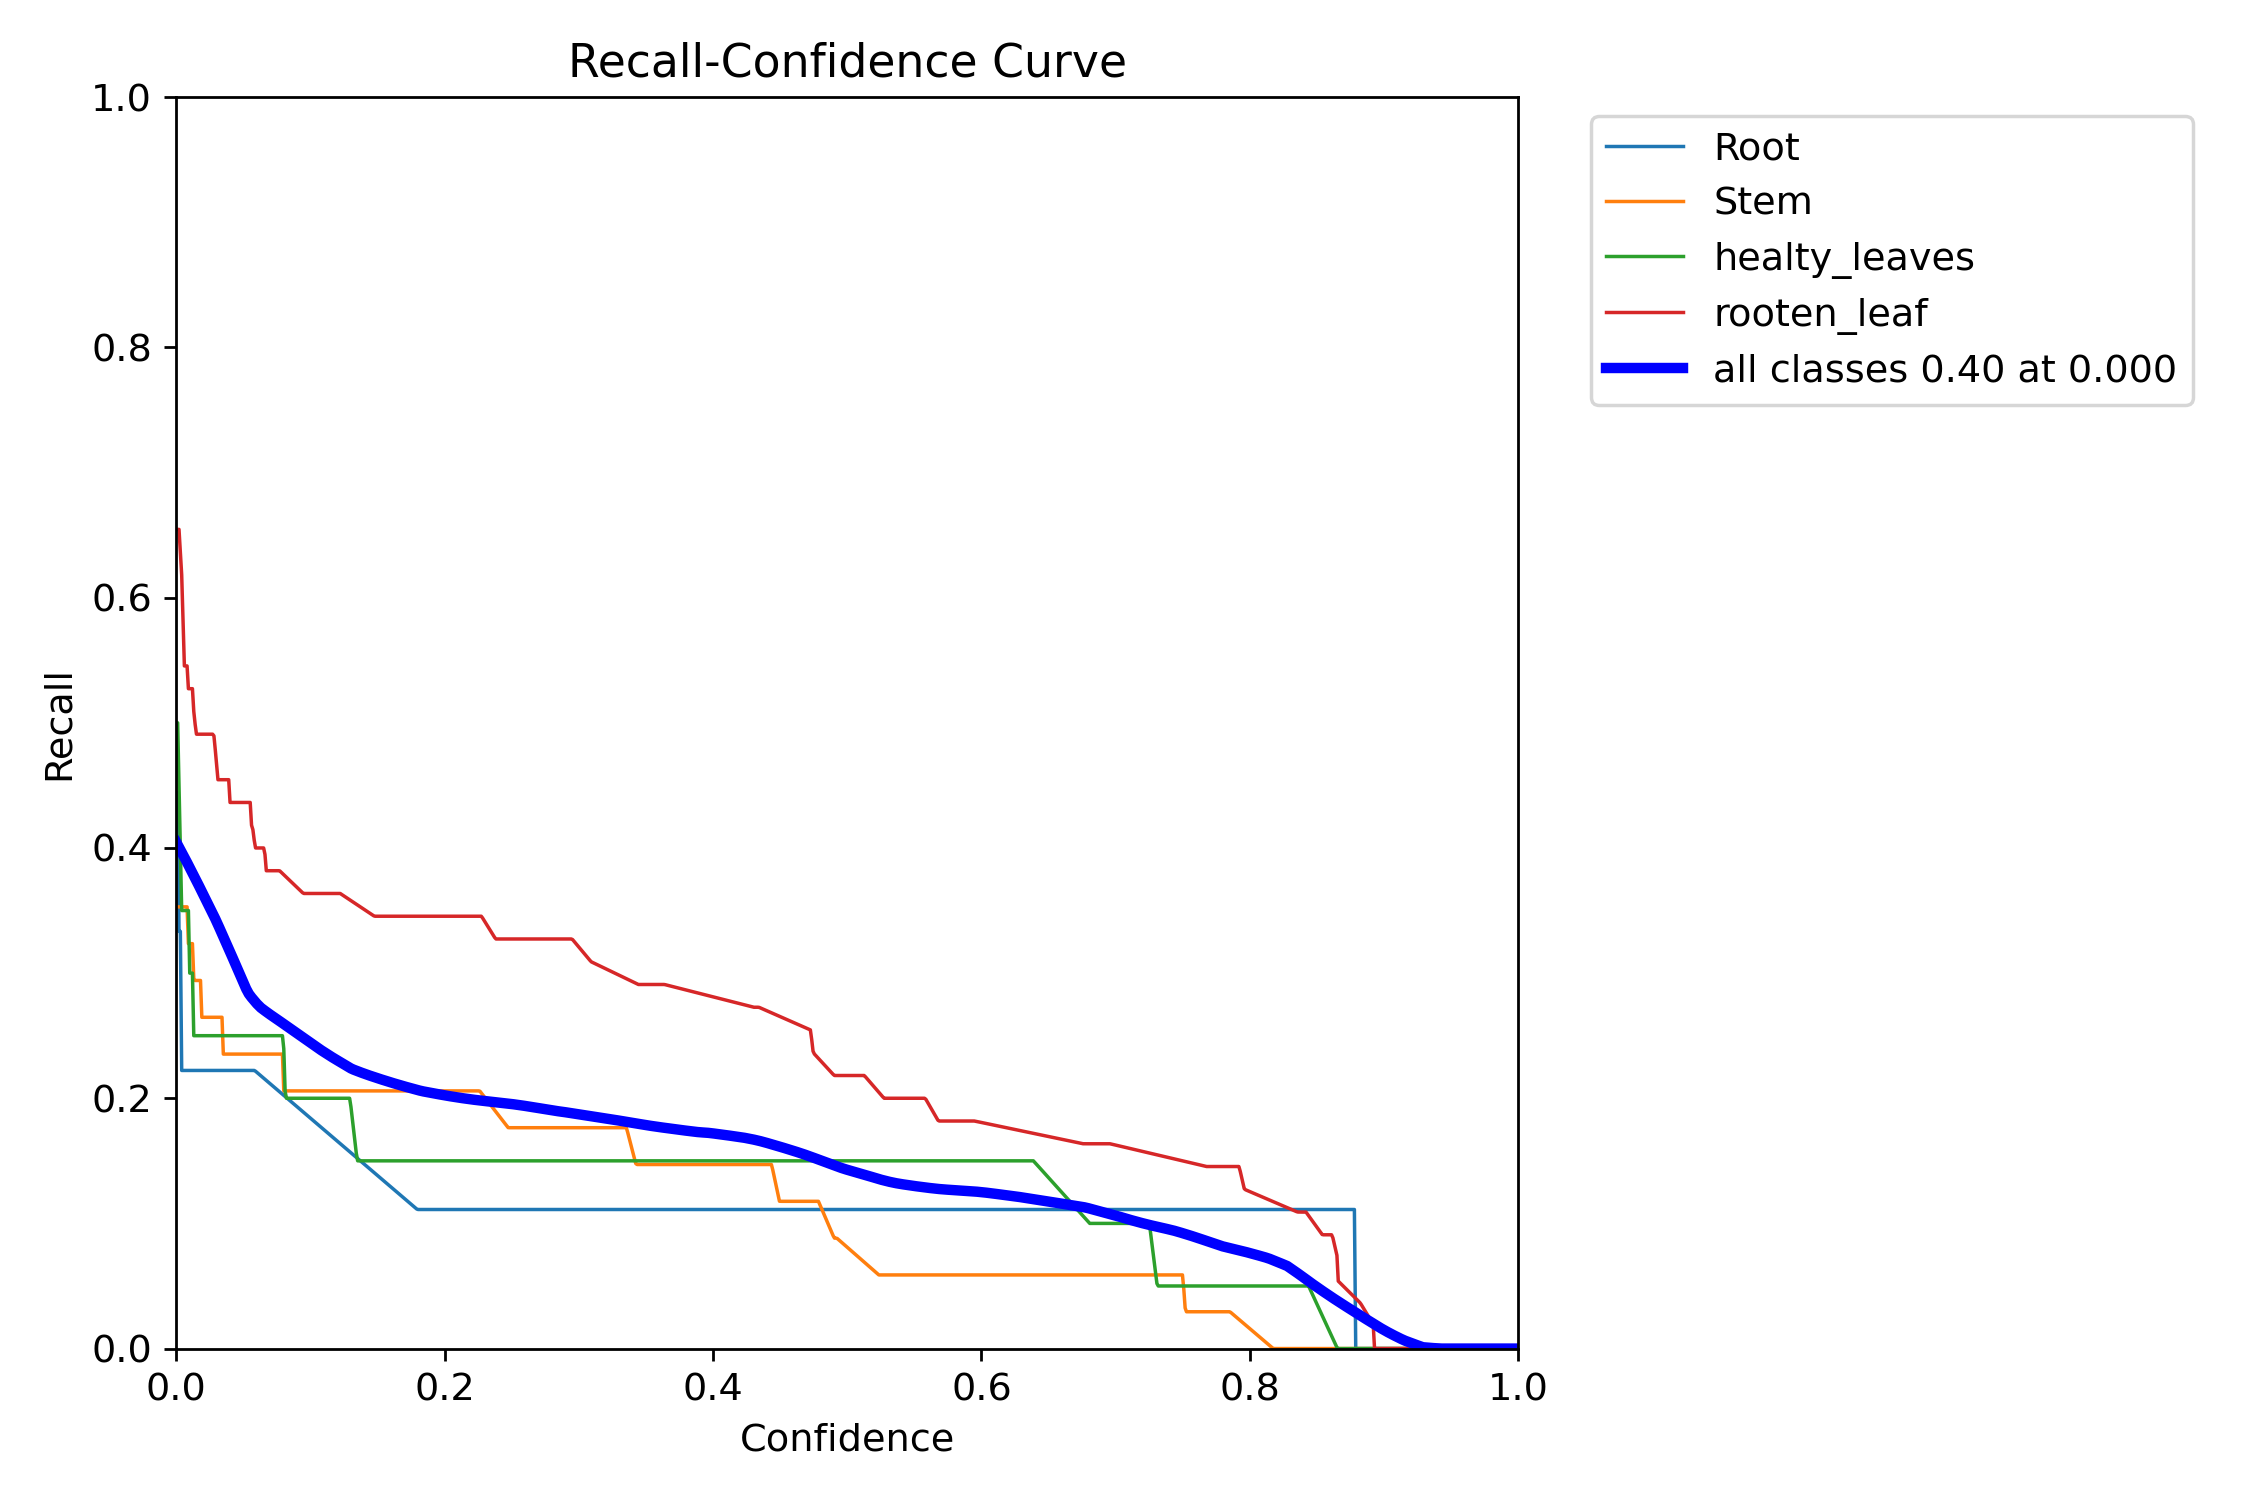 Recall-Confidence Curve
1.0
0.8
0.6
0.4
0.2
0.0
Recall
0.0 0.2 0.4 0.6 0.8 1.0
Confidence
Root
Stem
healty_leaves
rooten_leaf
all classes 0.40 at 0.000